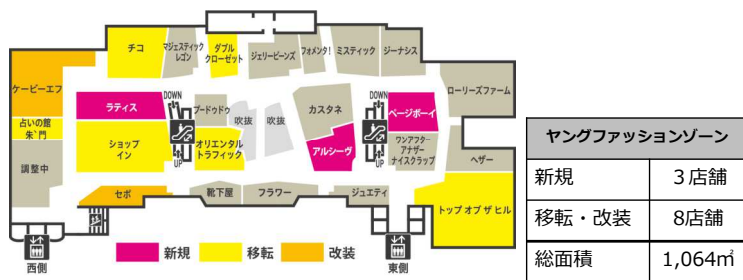 チコ
マジェスティック
レゴン
ダブル
クローゼット
ジェリービーンズ
フォメンタ!
ミスティック
ジーナシス
ケービーエフ
ローリーズファーム
DOWN
ラティス
プードゥドゥ
吹抜
吹抜
カスタネ
DOWN
ページボーイ
占いの館
朱`門
ショップ
イン
オリエンタル
トラフィック
アルシーヴ
ワンアフター
アナザー
ナイスクラップ
ヘザー
UP
UP
調整中
セポ
靴下屋
フラワー
ジュエティ
トップ オブ ザ ヒル
西側
新規
移転
改装
東側
ヤングファッションゾーン
新規 3店舗
移転・改装 8店舗
総面積 1,064㎡